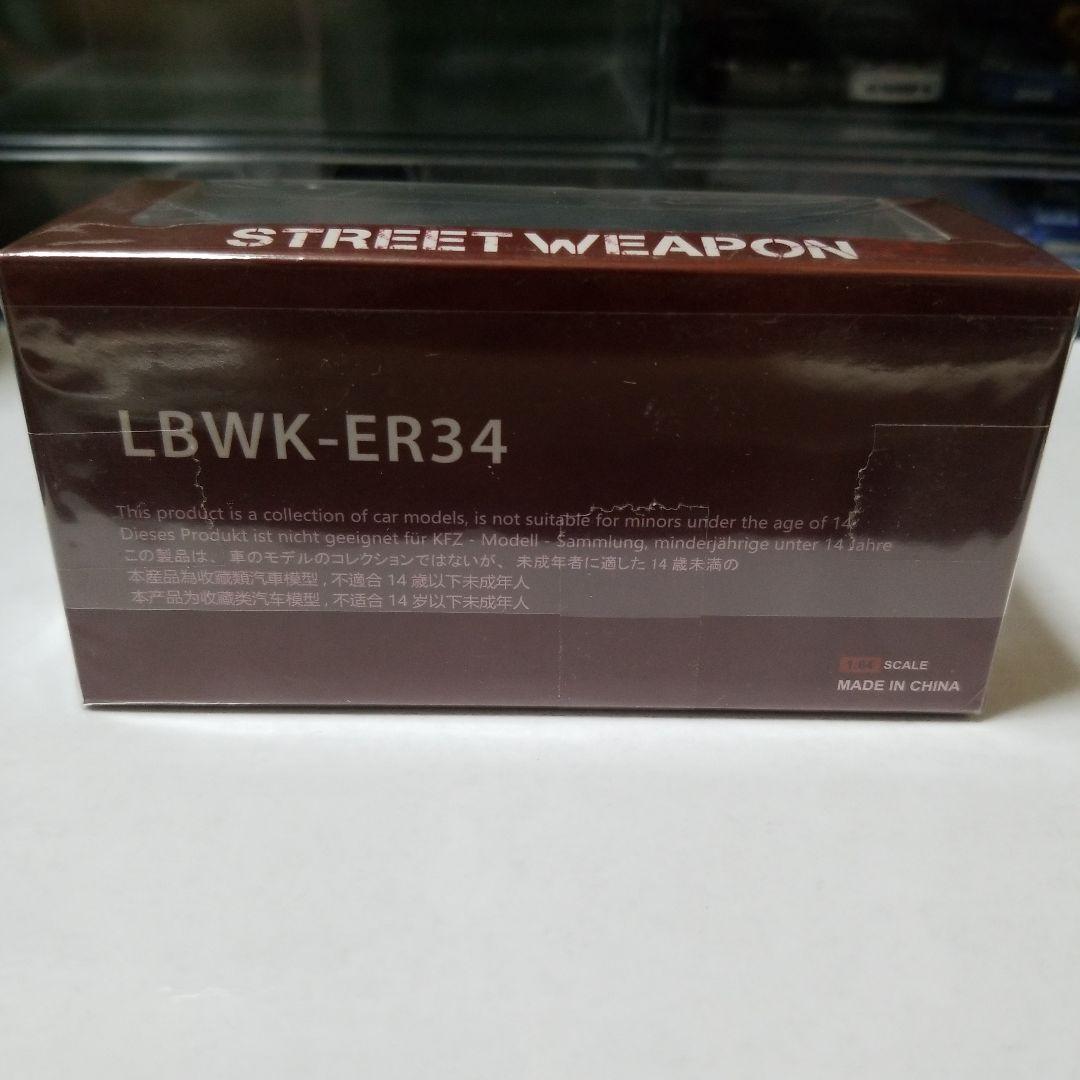 STREET WEAPON
LBWK-ER34
This product is a collection of car models, is not suitable for minors under the age of 14
Dieses Produkt ist nicht geeignet für KFZ - Modell - Sammlung, minderjährige unter 14 Jahre
この製品は、車のモデルのコレクションではないが、未成年者に適した 14 歳未満の
本産品為收藏類汽車模型 , 不適合 14 歲以下未成年人
本产品为收藏类汽车模型 , 不适合 14 岁以下未成年人
1:64 SCALE
MADE IN CHINA